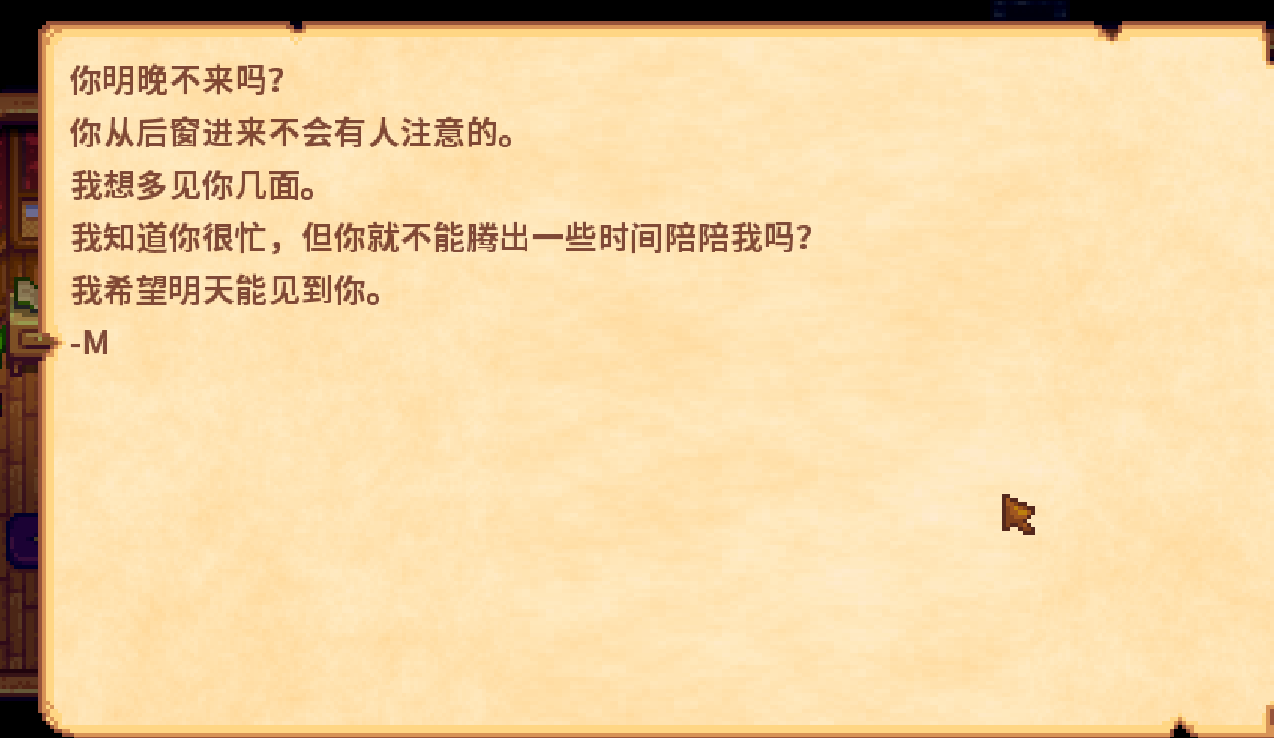 你明晚不来吗？
你从后窗进来不会有人注意的。
我想多见你几面。
我知道你很忙，但你就不能腾出一些时间陪陪我吗？
我希望明天能见到你。
-M